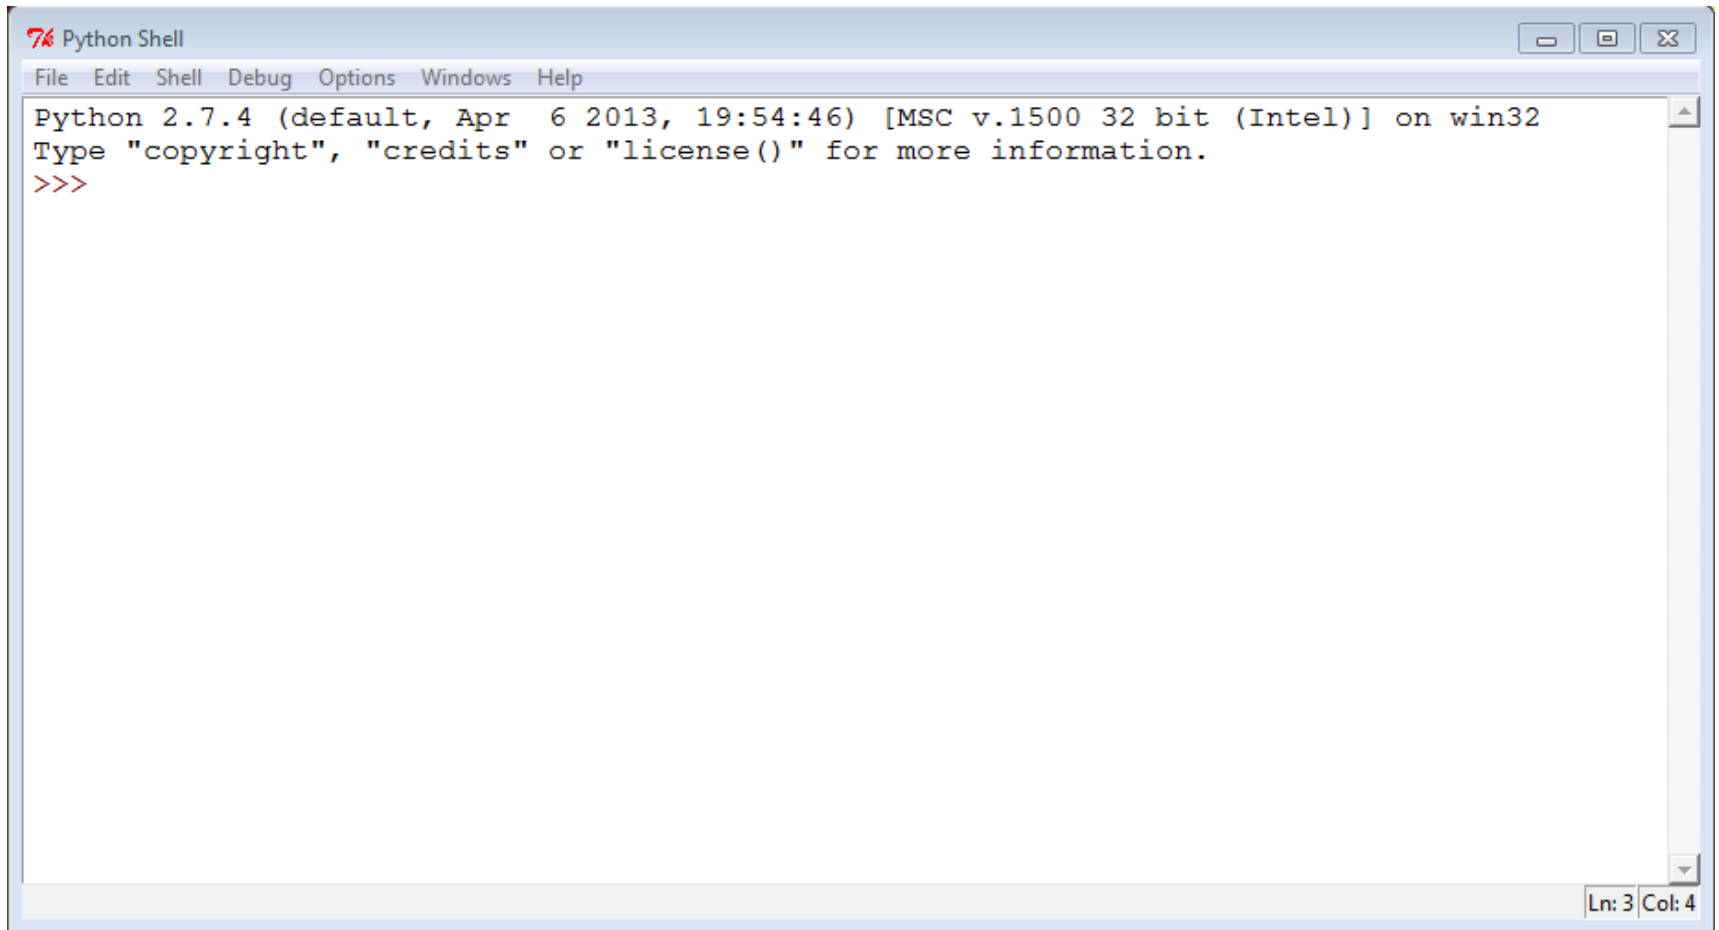 Python Shell
File Edit Shell Debug Options Windows Help
Python 2.7.4 (default, Apr  6 2013, 19:54:46) [MSC v.1500 32 bit (Intel)] on win32
Type "copyright", "credits" or "license()" for more information.
>>>
Ln: 3 Col: 4